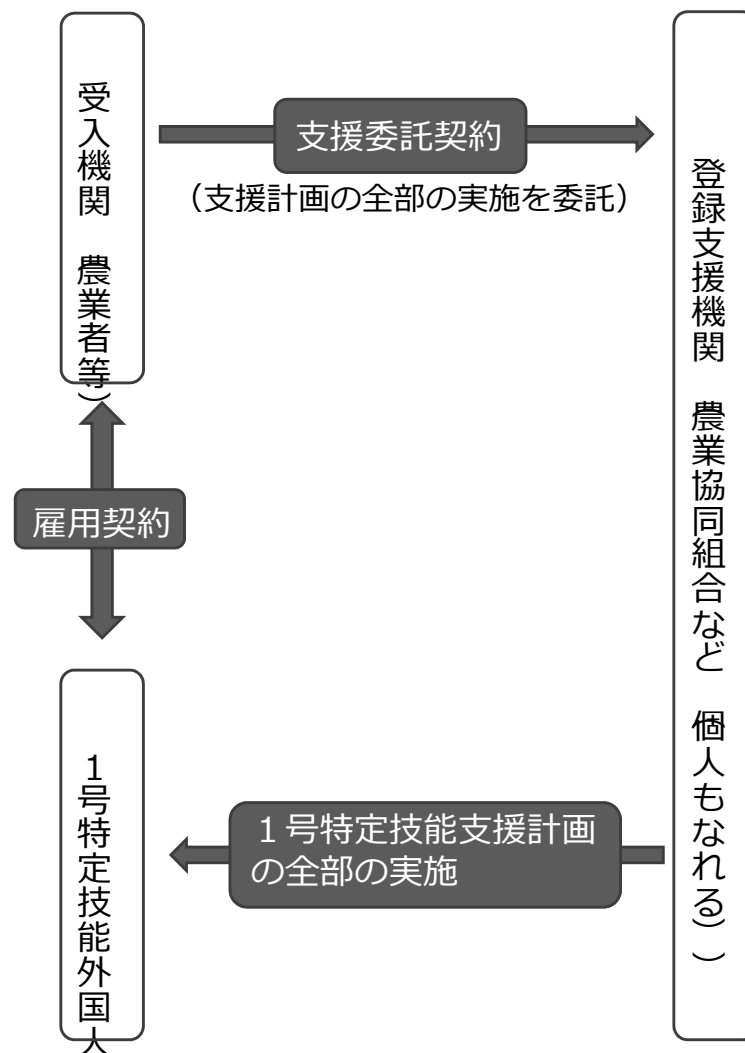 受入機関（農業者等）
支援委託契約
（支援計画の全部の実施を委託）
登録支援機関（農業協同組合など（個人もなれる））
雇用契約
１号特定技能外国人
１号特定技能支援計画
の全部の実施